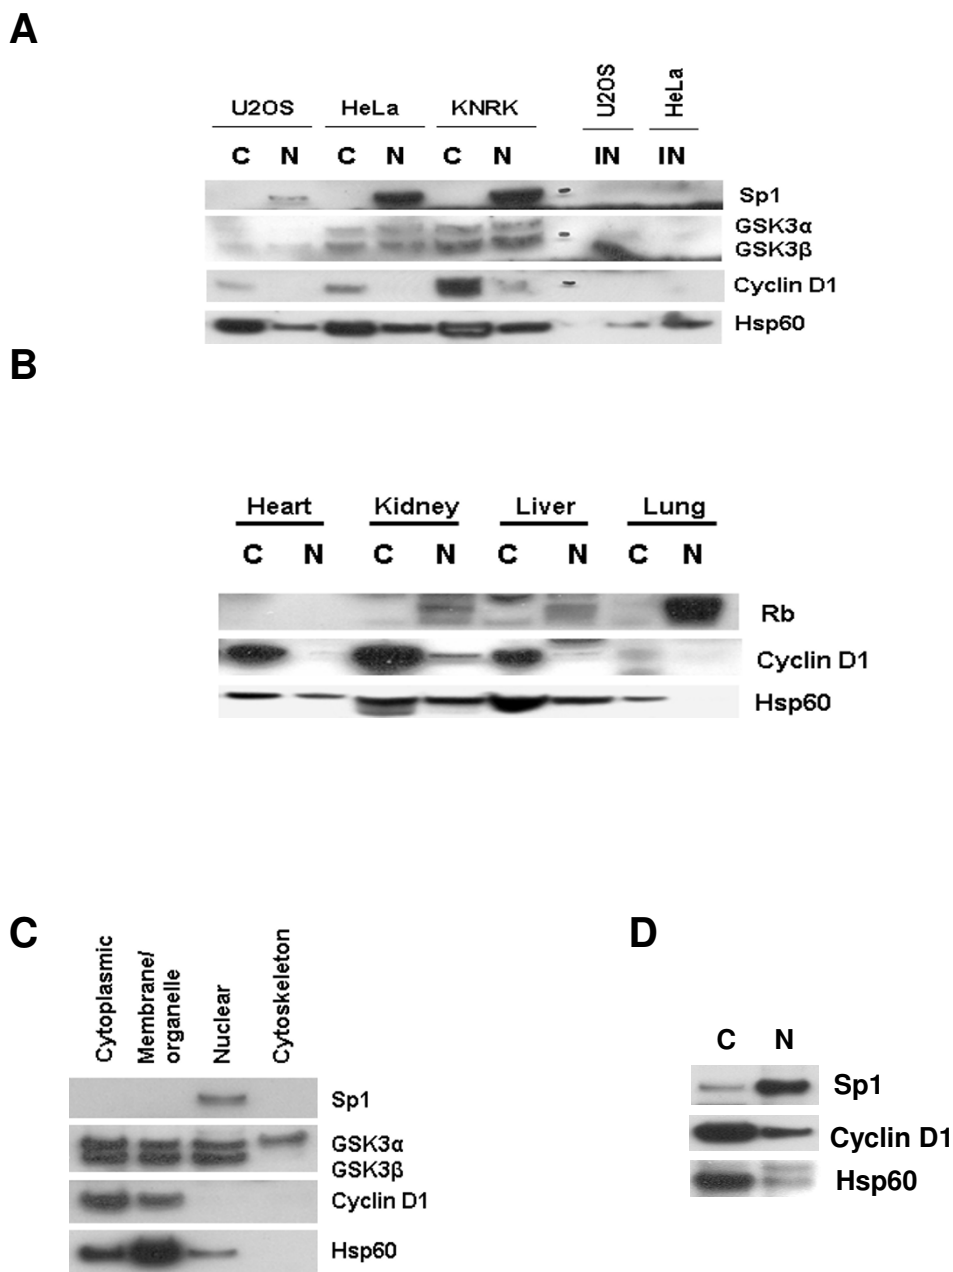 A
U2OS HeLa KNRK U2OS HeLa
C N C N C N IN IN
Sp1
GSK3α
GSK3β
Cyclin D1
Hsp60
B
Heart Kidney Liver Lung
C N C N C N C N
Rb
Cyclin D1
Hsp60
C
Cytoplasmic
Membrane/
organelle
Nuclear
Cytoskeleton
Sp1
GSK3α
GSK3β
Cyclin D1
Hsp60
D
C N
Sp1
Cyclin D1
Hsp60